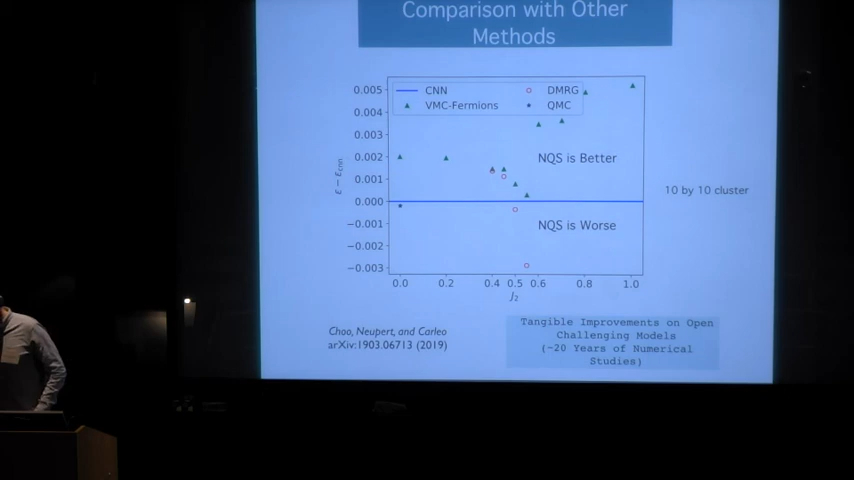 Comparison with Other
Methods
CNN
VMC-Fermions
DMRG
QMC
0.005
0.004
0.003
0.002
0.001
0.000
−0.001
−0.002
−0.003
ε − εcnn
NQS is Better
NQS is Worse
10 by 10 cluster
0.0 0.2 0.4 0.5 0.6 0.8 1.0
J2
Choo, Neupert, and Carleo
arXiv:1903.06713 (2019)
Tangible Improvements on Open
Challenging Models
(~20 Years of Numerical
Studies)